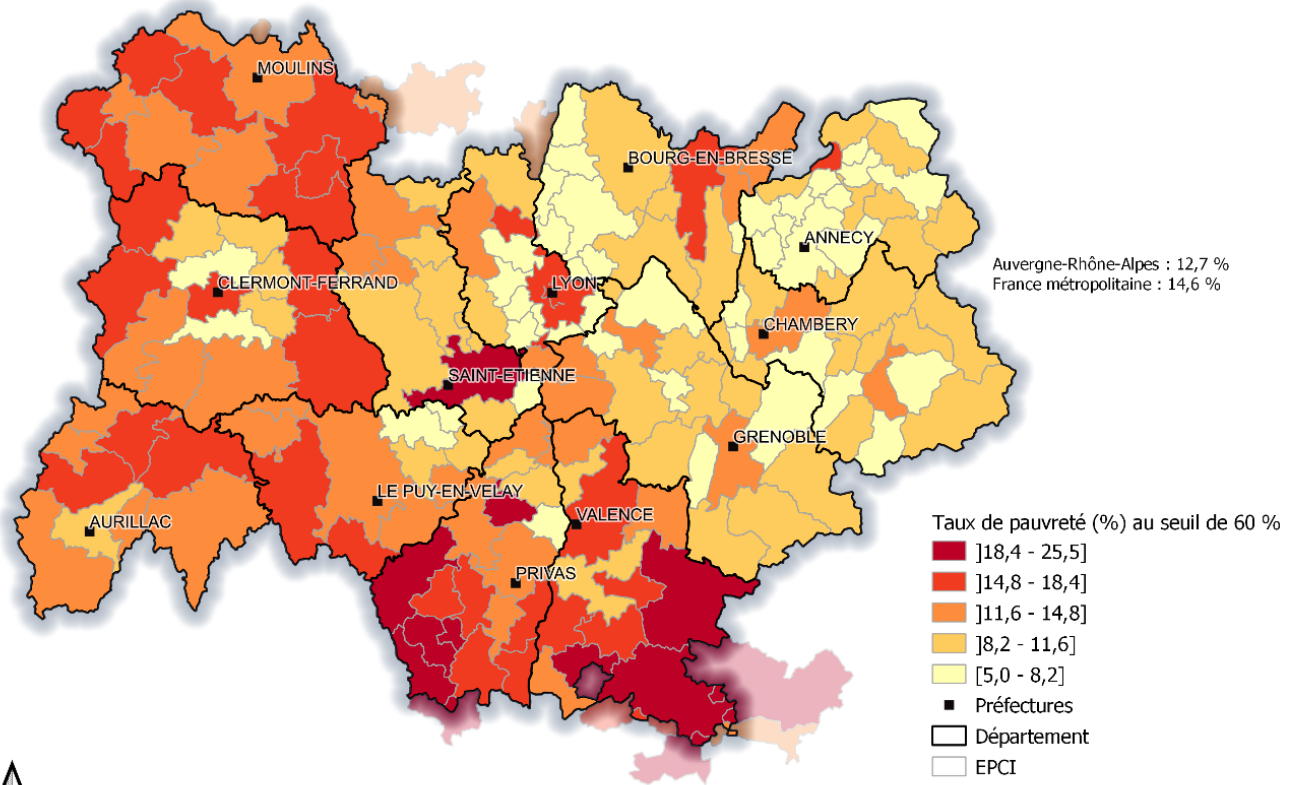 MOULINS
BOURG-EN-BRESSE
ANNECY
Auvergne-Rhône-Alpes : 12,7 %
France métropolitaine : 14,6 %
CLERMONT-FERRAND
LYON
CHAMBERY
SAINT-ETIENNE
GRENOBLE
LE PUY-EN-VELAY
AURILLAC
VALENCE
PRIVAS
Taux de pauvreté (%) au seuil de 60 %
]18,4 - 25,5]
]14,8 - 18,4]
]11,6 - 14,8]
]8,2 - 11,6]
[5,0 - 8,2]
Préfectures
Département
EPCI